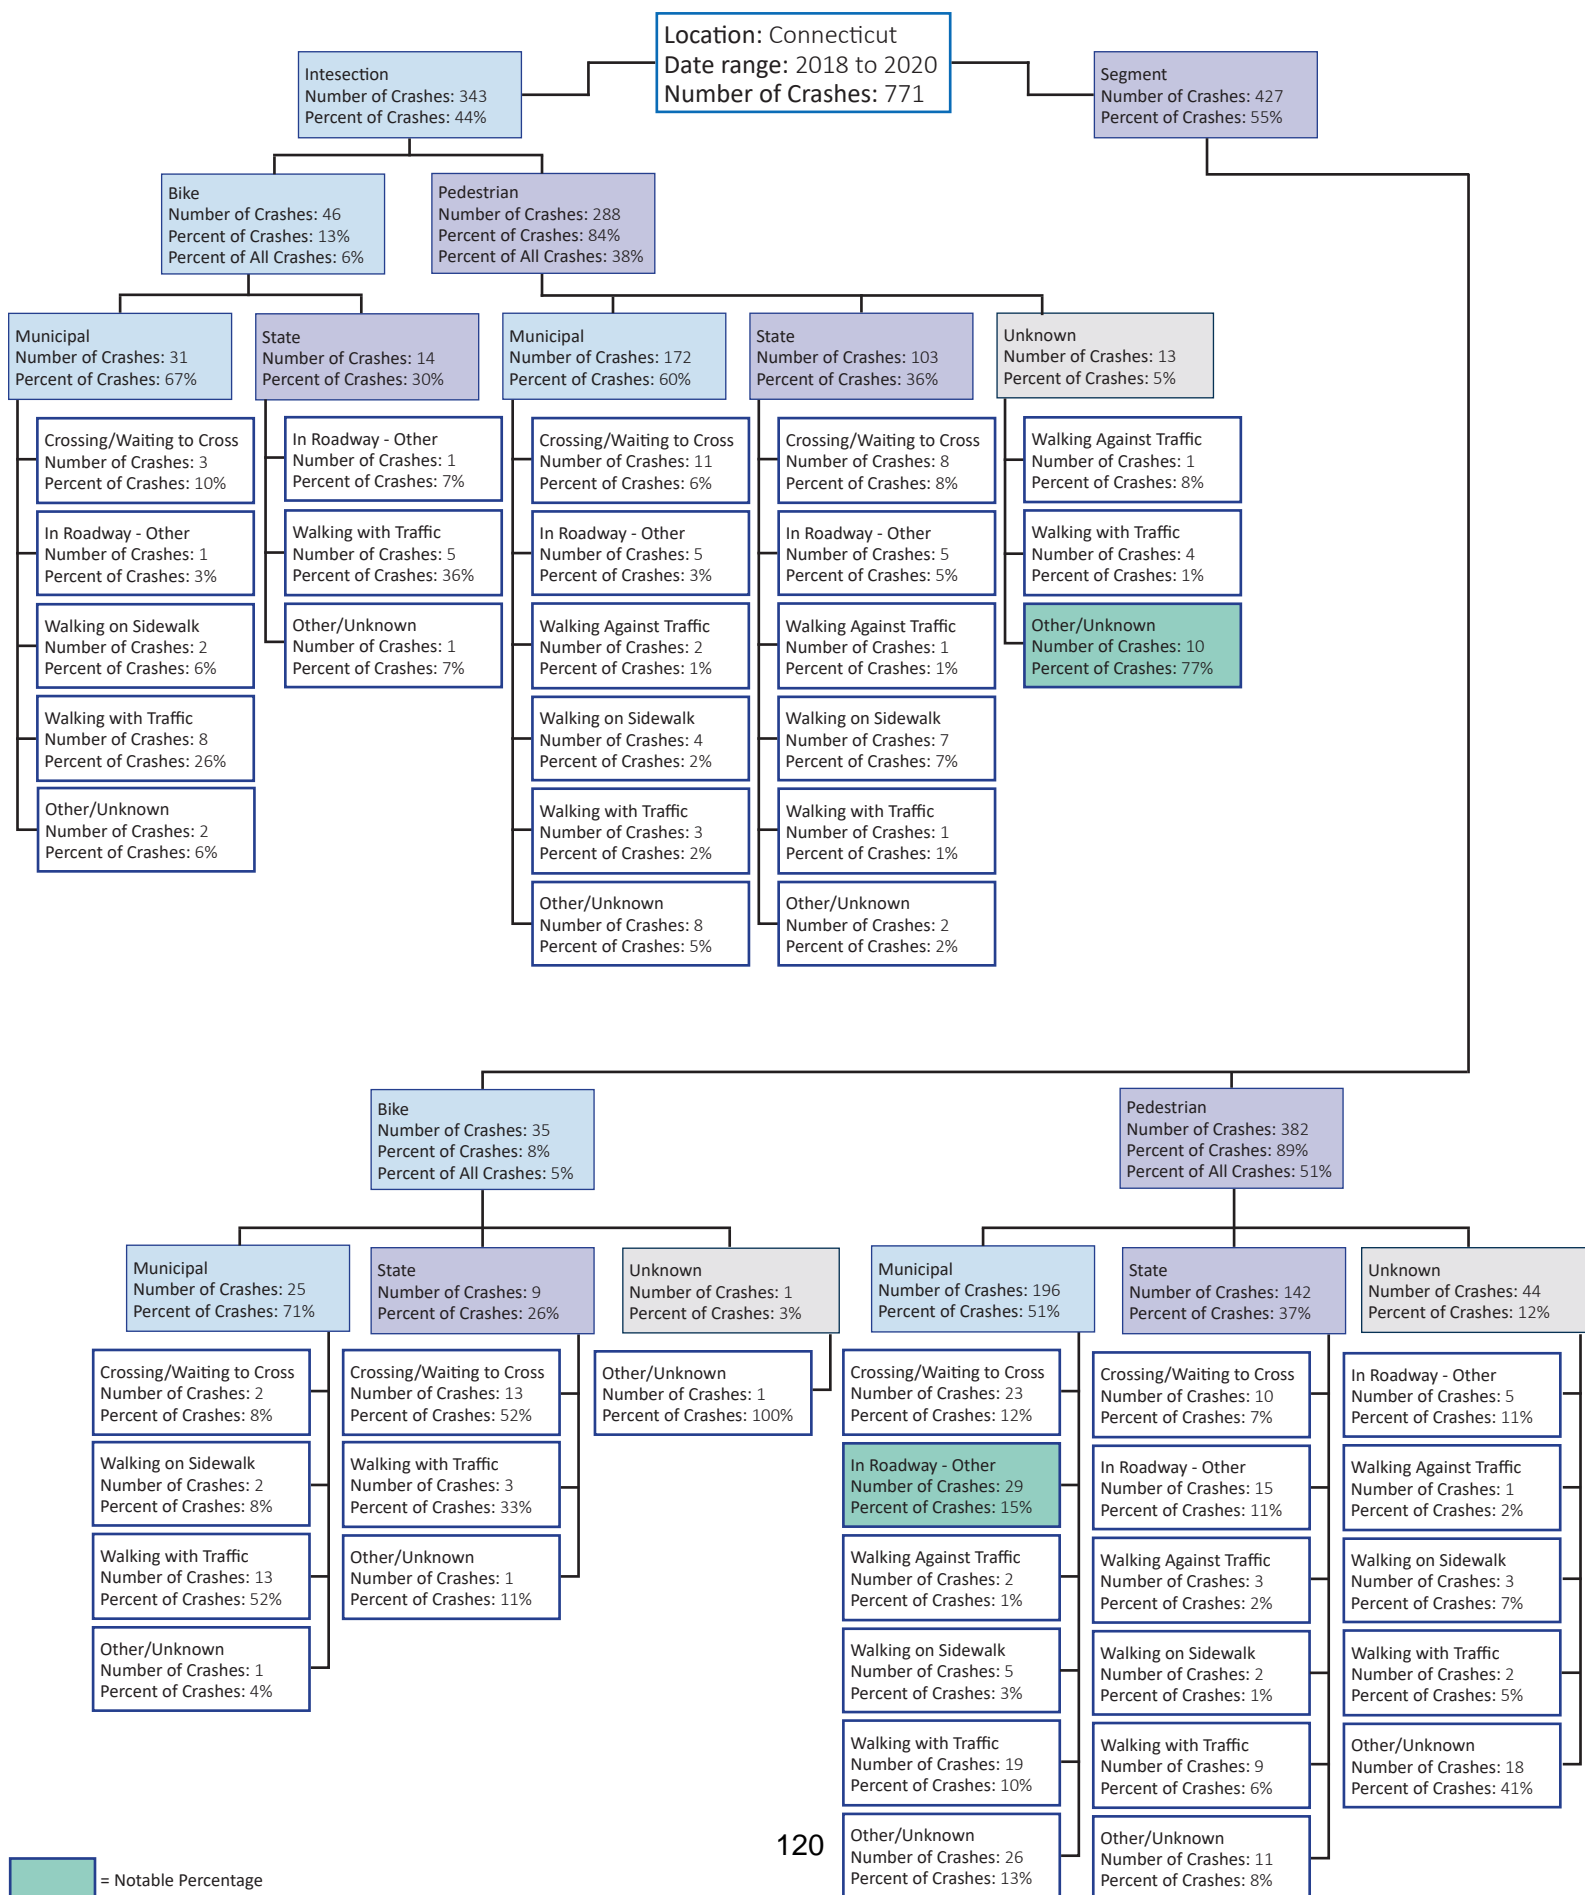 Location: Connecticut
Date range: 2018 to 2020
Number of Crashes: 771
Intesection
Number of Crashes: 343
Percent of Crashes: 44%
Segment
Number of Crashes: 427
Percent of Crashes: 55%
Bike
Number of Crashes: 46
Percent of Crashes: 13%
Percent of All Crashes: 6%
Pedestrian
Number of Crashes: 288
Percent of Crashes: 84%
Percent of All Crashes: 38%
Municipal
Number of Crashes: 31
Percent of Crashes: 67%
Crossing/Waiting to Cross
Number of Crashes: 3
Percent of Crashes: 10%
In Roadway - Other
Number of Crashes: 1
Percent of Crashes: 3%
Walking on Sidewalk
Number of Crashes: 2
Percent of Crashes: 6%
Walking with Traffic
Number of Crashes: 8
Percent of Crashes: 26%
Other/Unknown
Number of Crashes: 2
Percent of Crashes: 6%
State
Number of Crashes: 14
Percent of Crashes: 30%
In Roadway - Other
Number of Crashes: 1
Percent of Crashes: 7%
Walking with Traffic
Number of Crashes: 5
Percent of Crashes: 36%
Other/Unknown
Number of Crashes: 1
Percent of Crashes: 7%
Municipal
Number of Crashes: 172
Percent of Crashes: 60%
Crossing/Waiting to Cross
Number of Crashes: 11
Percent of Crashes: 6%
In Roadway - Other
Number of Crashes: 5
Percent of Crashes: 3%
Walking Against Traffic
Number of Crashes: 2
Percent of Crashes: 1%
Walking on Sidewalk
Number of Crashes: 4
Percent of Crashes: 2%
Walking with Traffic
Number of Crashes: 3
Percent of Crashes: 2%
Other/Unknown
Number of Crashes: 8
Percent of Crashes: 5%
State
Number of Crashes: 103
Percent of Crashes: 36%
Crossing/Waiting to Cross
Number of Crashes: 8
Percent of Crashes: 8%
In Roadway - Other
Number of Crashes: 5
Percent of Crashes: 5%
Walking Against Traffic
Number of Crashes: 1
Percent of Crashes: 1%
Walking on Sidewalk
Number of Crashes: 7
Percent of Crashes: 7%
Walking with Traffic
Number of Crashes: 1
Percent of Crashes: 1%
Other/Unknown
Number of Crashes: 2
Percent of Crashes: 2%
Unknown
Number of Crashes: 13
Percent of Crashes: 5%
Walking Against Traffic
Number of Crashes: 1
Percent of Crashes: 8%
Walking with Traffic
Number of Crashes: 4
Percent of Crashes: 1%
Other/Unknown
Number of Crashes: 10
Percent of Crashes: 77%
Bike
Number of Crashes: 35
Percent of Crashes: 8%
Percent of All Crashes: 5%
Pedestrian
Number of Crashes: 382
Percent of Crashes: 89%
Percent of All Crashes: 51%
Municipal
Number of Crashes: 25
Percent of Crashes: 71%
Crossing/Waiting to Cross
Number of Crashes: 2
Percent of Crashes: 8%
Walking on Sidewalk
Number of Crashes: 2
Percent of Crashes: 8%
Walking with Traffic
Number of Crashes: 13
Percent of Crashes: 52%
Other/Unknown
Number of Crashes: 1
Percent of Crashes: 4%
State
Number of Crashes: 9
Percent of Crashes: 26%
Crossing/Waiting to Cross
Number of Crashes: 13
Percent of Crashes: 52%
Walking with Traffic
Number of Crashes: 3
Percent of Crashes: 33%
Other/Unknown
Number of Crashes: 1
Percent of Crashes: 11%
Unknown
Number of Crashes: 1
Percent of Crashes: 3%
Other/Unknown
Number of Crashes: 1
Percent of Crashes: 100%
Municipal
Number of Crashes: 196
Percent of Crashes: 51%
Crossing/Waiting to Cross
Number of Crashes: 23
Percent of Crashes: 12%
In Roadway - Other
Number of Crashes: 29
Percent of Crashes: 15%
Walking Against Traffic
Number of Crashes: 2
Percent of Crashes: 1%
Walking on Sidewalk
Number of Crashes: 5
Percent of Crashes: 3%
Walking with Traffic
Number of Crashes: 19
Percent of Crashes: 10%
Other/Unknown
Number of Crashes: 26
Percent of Crashes: 13%
State
Number of Crashes: 142
Percent of Crashes: 37%
Crossing/Waiting to Cross
Number of Crashes: 10
Percent of Crashes: 7%
In Roadway - Other
Number of Crashes: 15
Percent of Crashes: 11%
Walking Against Traffic
Number of Crashes: 3
Percent of Crashes: 2%
Walking on Sidewalk
Number of Crashes: 2
Percent of Crashes: 1%
Walking with Traffic
Number of Crashes: 9
Percent of Crashes: 6%
Other/Unknown
Number of Crashes: 11
Percent of Crashes: 8%
Unknown
Number of Crashes: 44
Percent of Crashes: 12%
In Roadway - Other
Number of Crashes: 5
Percent of Crashes: 11%
Walking Against Traffic
Number of Crashes: 1
Percent of Crashes: 2%
Walking on Sidewalk
Number of Crashes: 3
Percent of Crashes: 7%
Walking with Traffic
Number of Crashes: 2
Percent of Crashes: 5%
Other/Unknown
Number of Crashes: 18
Percent of Crashes: 41%
120
= Notable Percentage